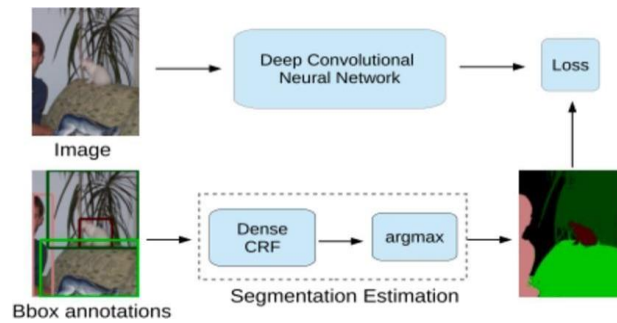 Deep Convolutional
Neural Network
Loss
Image
Dense
CRF
argmax
Segmentation Estimation
Bbox annotations